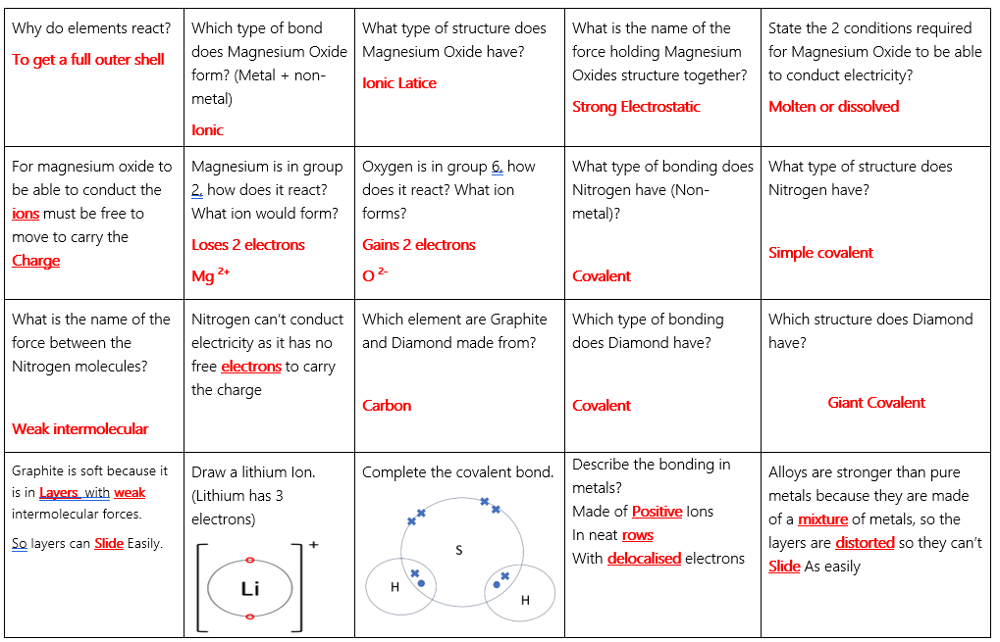 Why do elements react?
To get a full outer shell
Which type of bond
does Magnesium Oxide
form? (Metal + non-
metal)
Ionic
What type of structure does
Magnesium Oxide have?
Ionic Latice
What is the name of the
force holding Magnesium
Oxides structure together?
Strong Electrostatic
State the 2 conditions required
for Magnesium Oxide to be able
to conduct electricity?
Molten or dissolved
For magnesium oxide to
be able to conduct the
ions must be free to
move to carry the
Charge
Magnesium is in group
2, how does it react?
What ion would form?
Loses 2 electrons
Mg 2+
Oxygen is in group 6, how
does it react? What ion
forms?
Gains 2 electrons
O 2-
What type of bonding does
Nitrogen have (Non-
metal)?
Covalent
What type of structure does
Nitrogen have?
Simple covalent
What is the name of the
force between the
Nitrogen molecules?
Weak intermolecular
Nitrogen can't conduct
electricity as it has no
free electrons to carry
the charge
Which element are Graphite
and Diamond made from?
Carbon
Which type of bonding
does Diamond have?
Covalent
Which structure does Diamond
have?
Giant Covalent
Graphite is soft because it
is in Layers with weak
intermolecular forces.
So layers can Slide Easily.
Draw a lithium Ion.
(Lithium has 3
electrons)
+
Li
Complete the covalent bond.
S
H
H
Describe the bonding in
metals?
Made of Positive Ions
In neat rows
With delocalised electrons
Alloys are stronger than pure
metals because they are made
of a mixture of metals, so the
layers are distorted so they can't
Slide As easily